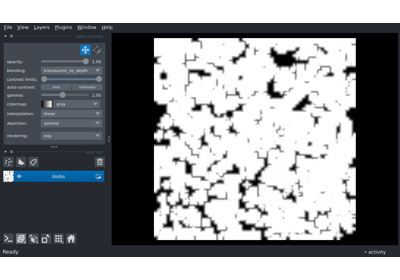 File View Layers Plugins Window Help
opacity: 1.00
blending: translucent_no_depth
contrast limits:
auto-contrast: once continuous
gamma: 1.00
colormap: gray
interpolation: linear
depiction: volume
rendering: mip
blobs
Ready activity